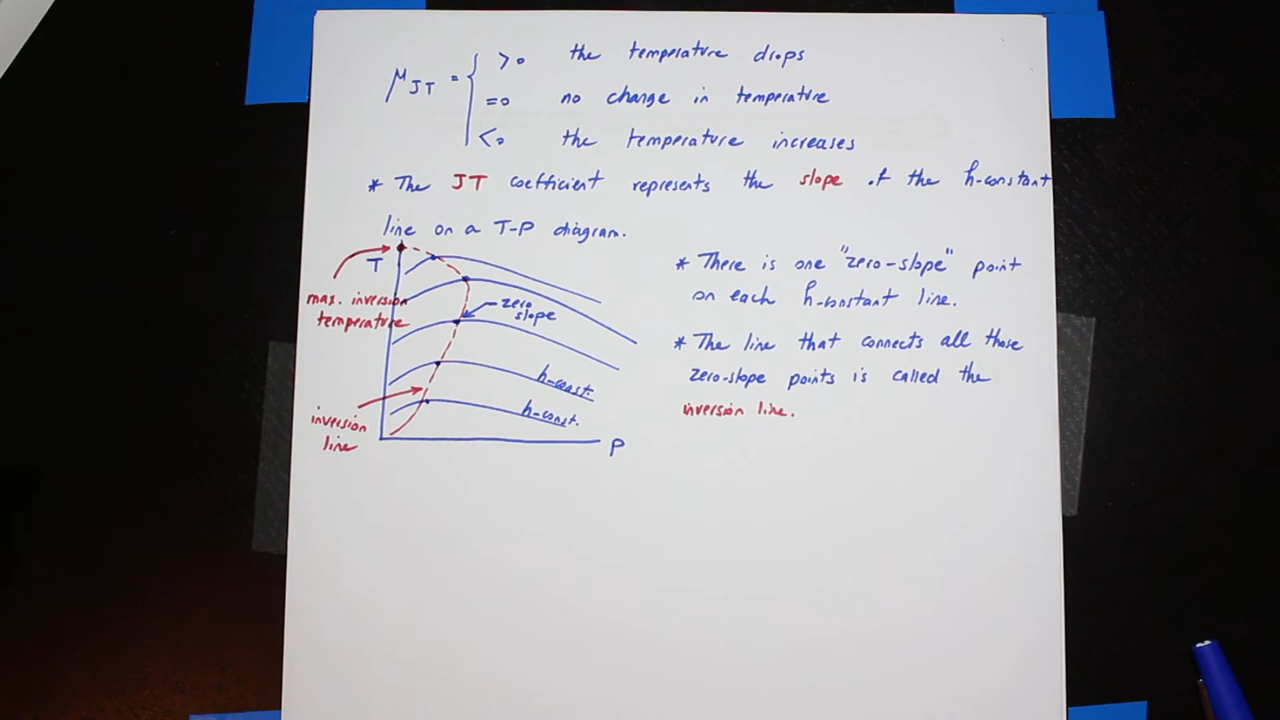 μJT = { >0 the temperature drops
=0 no change in temperature
<0 the temperature increases
* The JT coefficient represents the slope of the h-constant
line on a T-P diagram.
T
max. inversion
temperature
zero
slope
h-const.
h-const.
inversion
line
P
* There is one "zero-slope" point
on each h-constant line.
* The line that connects all those
zero-slope points is called the
inversion line.